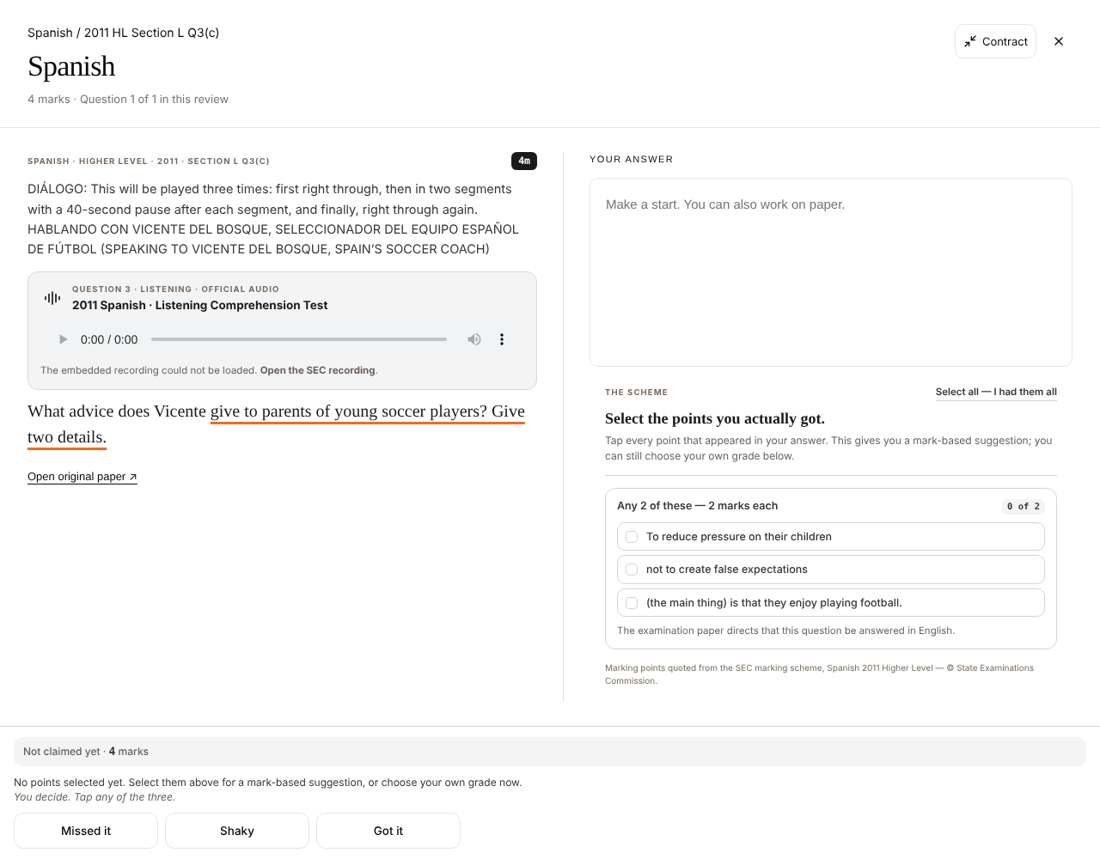 Spanish / 2011 HL Section L Q3(c)
Spanish
4 marks · Question 1 of 1 in this review
Contract
SPANISH · HIGHER LEVEL · 2011 · SECTION L Q3(C)
4m
DIÁLOGO: This will be played three times: first right through, then in two segments
with a 40-second pause after each segment, and finally, right through again.
HABLANDO CON VICENTE DEL BOSQUE, SELECCIONADOR DEL EQUIPO ESPAÑOL
DE FÚTBOL (SPEAKING TO VICENTE DEL BOSQUE, SPAIN'S SOCCER COACH)
QUESTION 3 · LISTENING · OFFICIAL AUDIO
2011 Spanish · Listening Comprehension Test
0:00 / 0:00
The embedded recording could not be loaded. Open the SEC recording.
What advice does Vicente give to parents of young soccer players? Give
two details.
Open original paper ↗
YOUR ANSWER
Make a start. You can also work on paper.
THE SCHEME
Select all — I had them all
Select the points you actually got.
Tap every point that appeared in your answer. This gives you a mark-based suggestion; you
can still choose your own grade below.
Any 2 of these — 2 marks each
0 of 2
To reduce pressure on their children
not to create false expectations
(the main thing) is that they enjoy playing football.
The examination paper directs that this question be answered in English.
Marking points quoted from the SEC marking scheme, Spanish 2011 Higher Level — © State Examinations
Commission.
Not claimed yet · 4 marks
No points selected yet. Select them above for a mark-based suggestion, or choose your own grade now.
You decide. Tap any of the three.
Missed it
Shaky
Got it